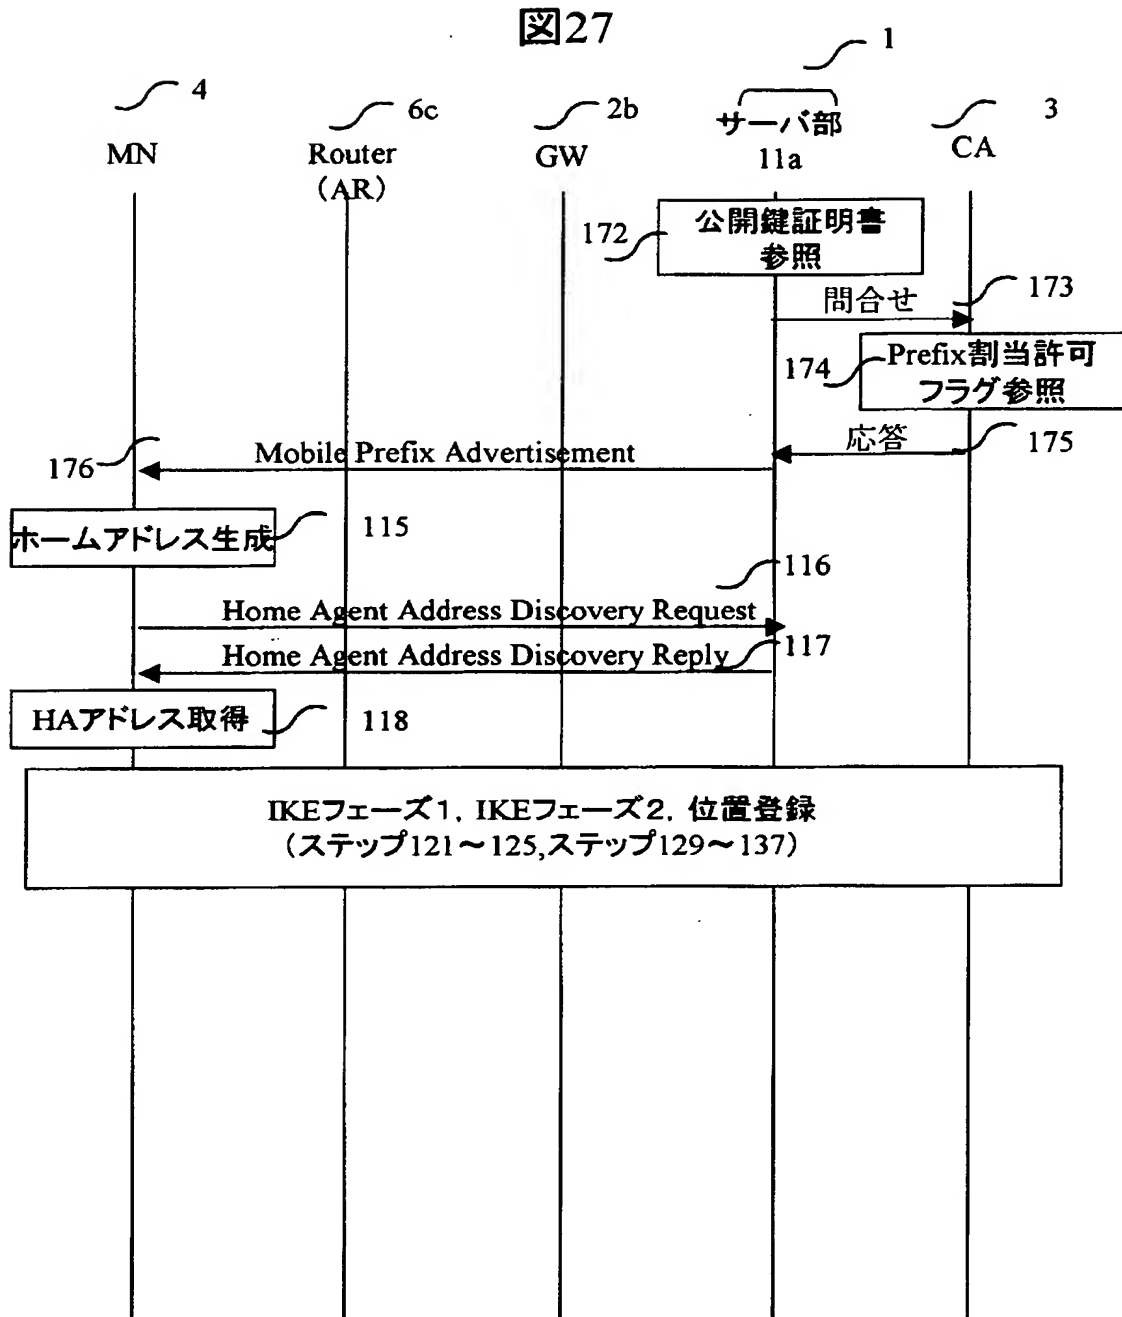 図27
1
4
6c
2b
3
MN
Router
(AR)
GW
サーバ部
11a
CA
172
公開鍵証明書
参照
問合せ
173
174
Prefix割当許可
フラグ参照
応答
175
176
Mobile Prefix Advertisement
ホームアドレス生成
115
116
Home Agent Address Discovery Request
Home Agent Address Discovery Reply
117
HAアドレス取得
118
IKEフェーズ1, IKEフェーズ2, 位置登録
(ステップ121～125,ステップ129～137)